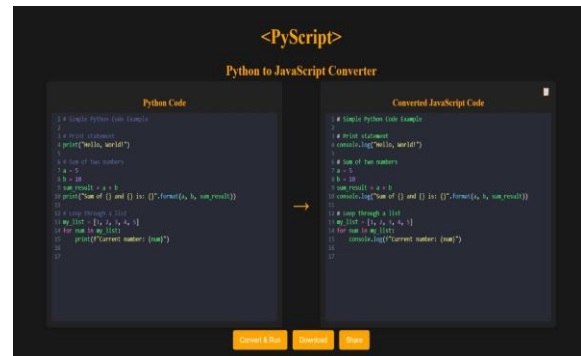 <PyScript>
Python to JavaScript Converter
Python Code
1 # Simple Python Code Example
2
3 # Print statement
4 print("Hello, World!")
5
6 # Sum of two numbers
7 a = 5
8 b = 10
9 sum_result = a + b
10 print("Sum of {} and {} is: {}".format(a, b, sum_result))
11
12 # Loop through a list
13 my_list = [1, 2, 3, 4, 5]
14 for num in my_list:
15     print(f"Current number: {num}")
16
17
→
Converted JavaScript Code
1 # Simple Python Code Example
2
3 # Print statement
4 console.log("Hello, World!")
5
6 # Sum of two numbers
7 a = 5
8 b = 10
9 sum_result = a + b
10 console.log("Sum of {} and {} is: {}".format(a, b, sum_result))
11
12 # Loop through a list
13 my_list = [1, 2, 3, 4, 5]
14 for num in my_list:
15     console.log(f"Current number: {num}")
16
17
Convert & Run
Download
Share